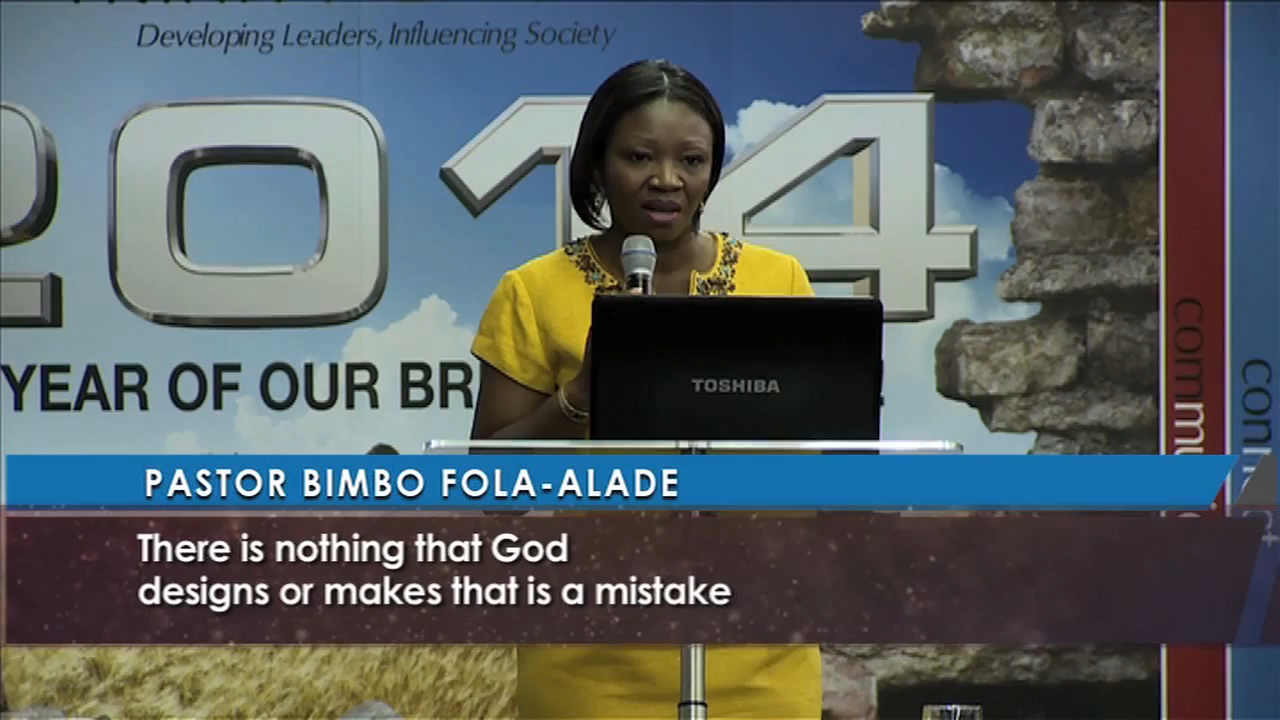 Developing Leaders, Influencing Society
2014
YEAR OF OUR BR
TOSHIBA
PASTOR BIMBO FOLA-ALADE
There is nothing that God
designs or makes that is a mistake